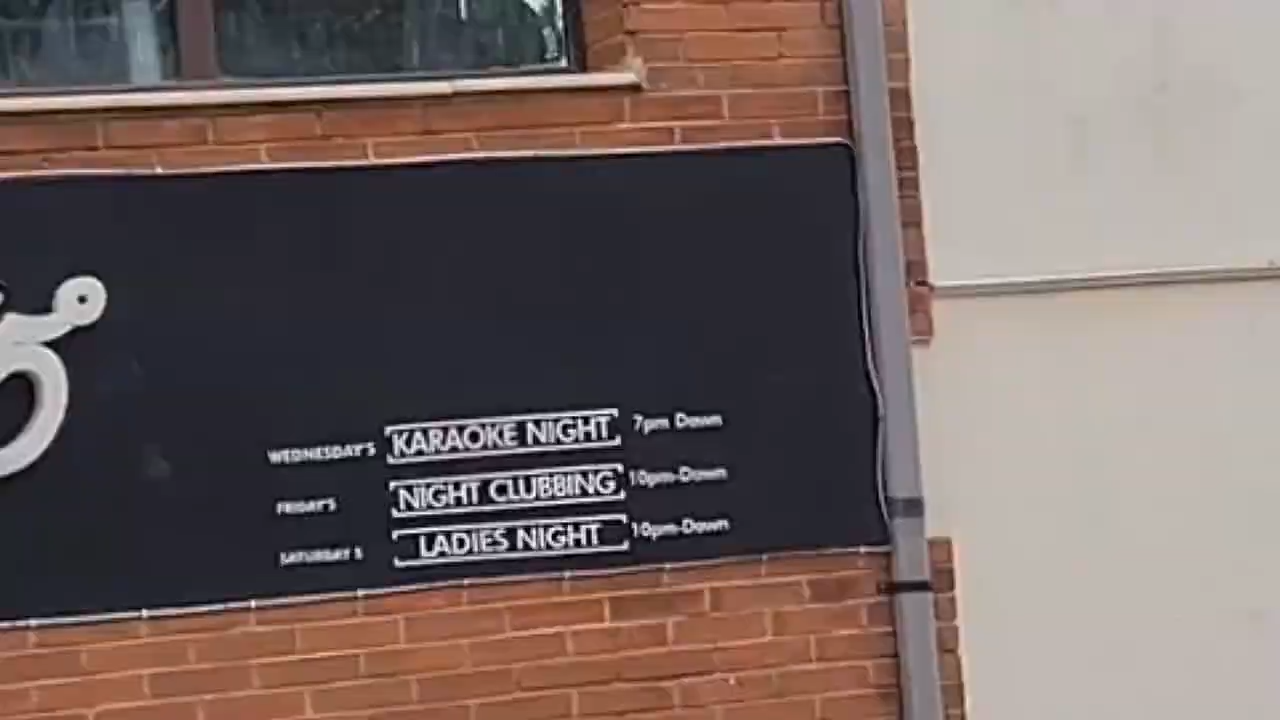 WEDNESDAY'S KARAOKE NIGHT 7pm Dawn
FRIDAY'S NIGHT CLUBBING 10pm-Dawn
SATURDAY'S LADIES NIGHT 10pm-Dawn